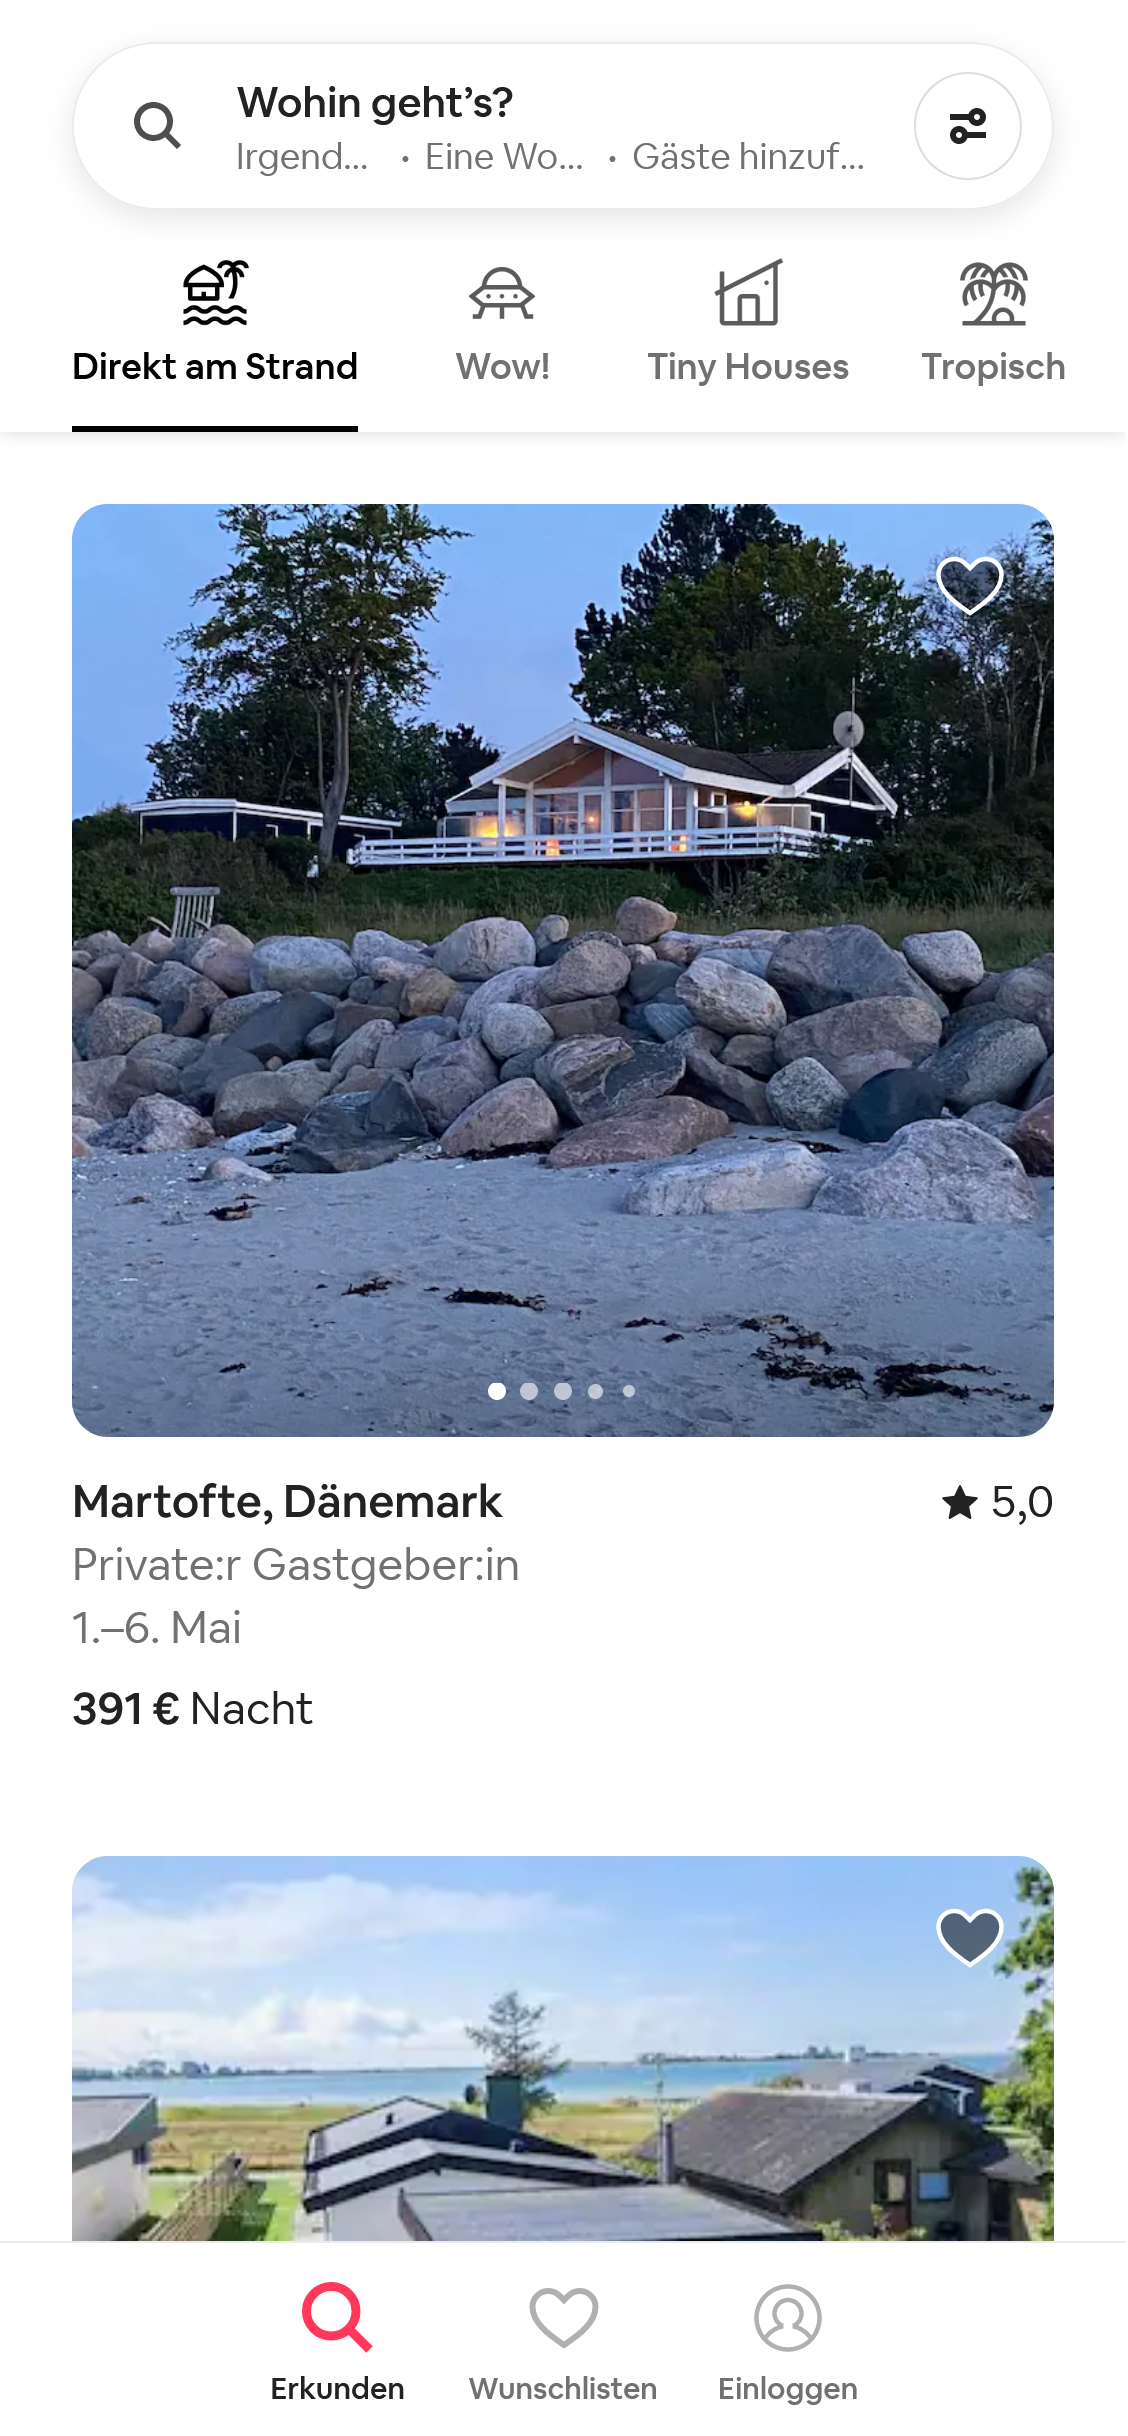 Wohin geht’s?
Irgend... • Eine Wo... • Gäste hinzuf...
Direkt am Strand
Wow!
Tiny Houses
Tropisch
Martofte, Dänemark
5,0
Private:r Gastgeber:in
1.–6. Mai
391 € Nacht
Erkunden
Wunschlisten
Einloggen